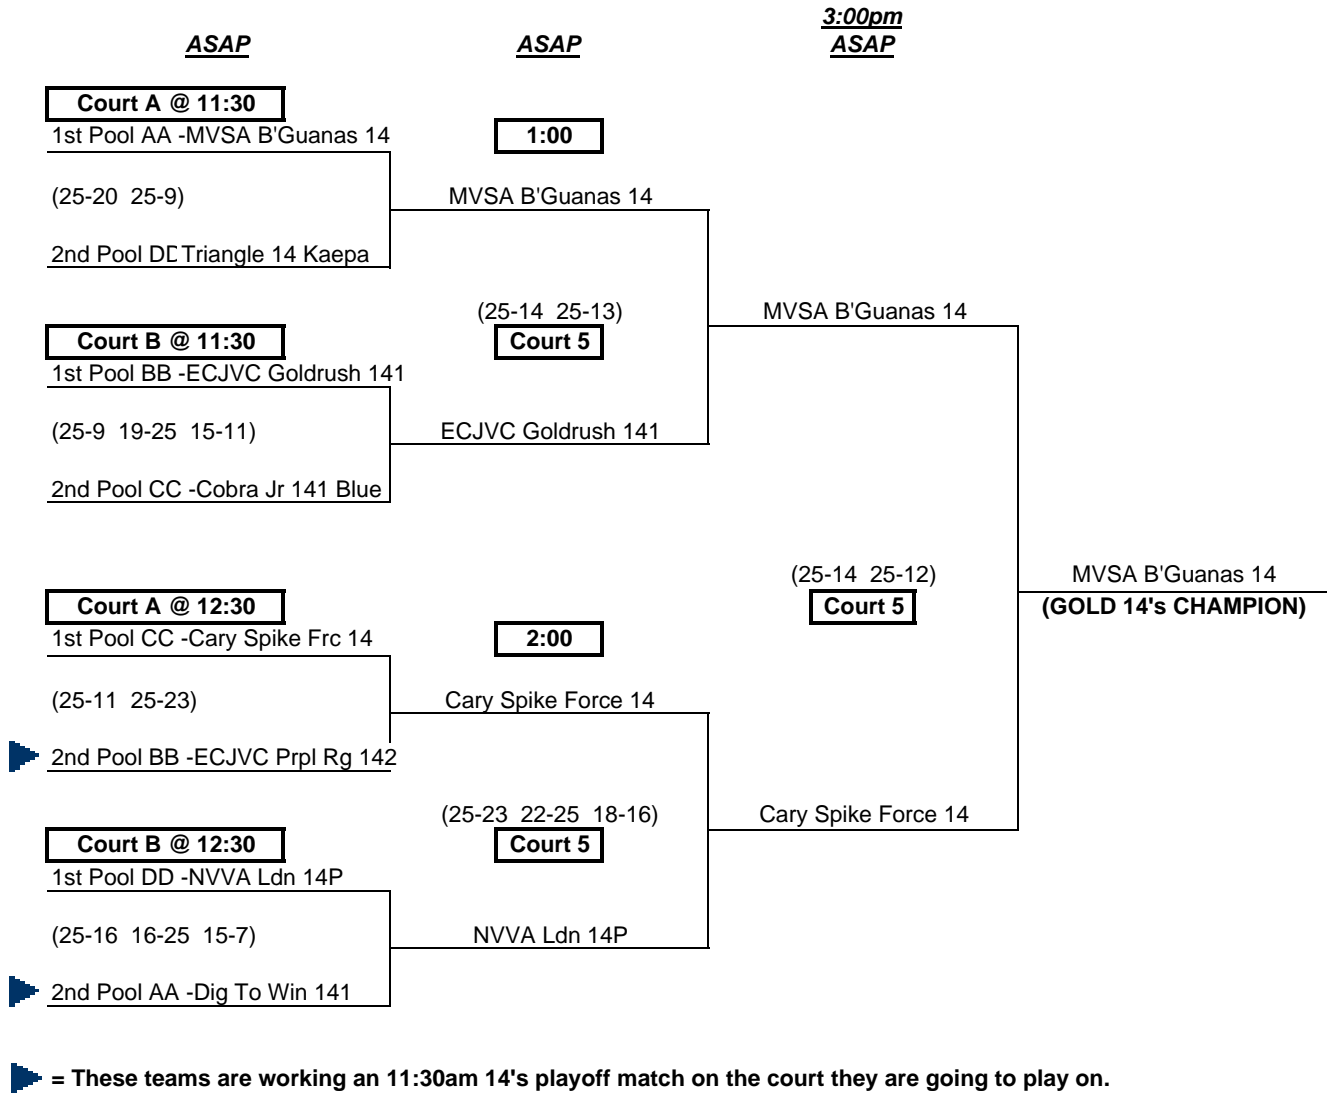 3:00pm
ASAP ASAP ASAP
Court A @ 11:30
1st Pool AA -MVSA B'Guanas 14 1:00
(25-20 25-9) MVSA B'Guanas 14
2nd Pool DD Triangle 14 Kaepa
(25-14 25-13) MVSA B'Guanas 14
Court B @ 11:30 Court 5
1st Pool BB -ECJVC Goldrush 141
(25-9 19-25 15-11) ECJVC Goldrush 141
2nd Pool CC -Cobra Jr 141 Blue
(25-14 25-12) MVSA B'Guanas 14
Court A @ 12:30 Court 5 (GOLD 14's CHAMPION)
1st Pool CC -Cary Spike Frc 14 2:00
(25-11 25-23) Cary Spike Force 14
2nd Pool BB -ECJVC Prpl Rg 142
(25-23 22-25 18-16) Cary Spike Force 14
Court B @ 12:30 Court 5
1st Pool DD -NVVA Ldn 14P
(25-16 16-25 15-7) NVVA Ldn 14P
2nd Pool AA -Dig To Win 141
= These teams are working an 11:30am 14's playoff match on the court they are going to play on.